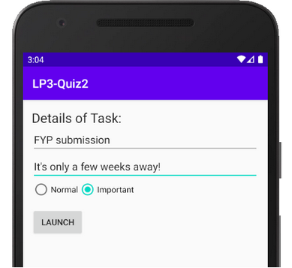 3:04
LP3-Quiz2
Details of Task:
FYP submission
It's only a few weeks away!
Normal Important
LAUNCH